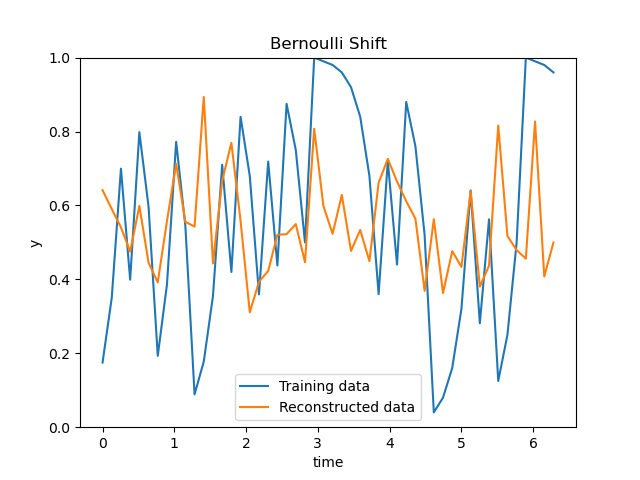 Bernoulli Shift
1.0
0.8
0.6
0.4
0.2
0.0
y
Training data
Reconstructed data
0 1 2 3 4 5 6
time